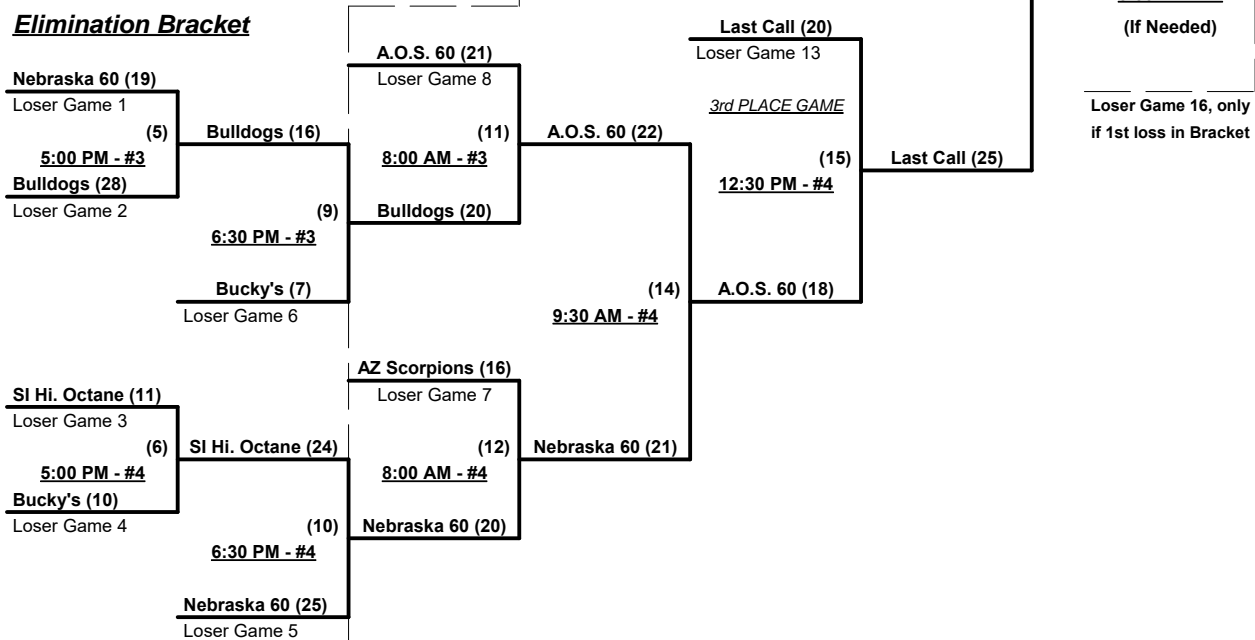 Elimination Bracket
(If Needed)
Loser Game 16, only
if 1st loss in Bracket
Last Call (20)
Loser Game 13
3rd PLACE GAME
(15)
12:30 PM - #4
Last Call (25)
A.O.S. 60 (21)
Loser Game 8
(11)
8:00 AM - #3
A.O.S. 60 (22)
Nebraska 60 (19)
Loser Game 1
(5)
5:00 PM - #3
Bulldogs (16)
Bulldogs (28)
Loser Game 2
(9)
6:30 PM - #3
Bulldogs (20)
Bucky's (7)
Loser Game 6
(14)
9:30 AM - #4
A.O.S. 60 (18)
AZ Scorpions (16)
Loser Game 7
(12)
8:00 AM - #4
Nebraska 60 (21)
SI Hi. Octane (11)
Loser Game 3
(6)
5:00 PM - #4
SI Hi. Octane (24)
Bucky's (10)
Loser Game 4
(10)
6:30 PM - #4
Nebraska 60 (20)
Nebraska 60 (25)
Loser Game 5